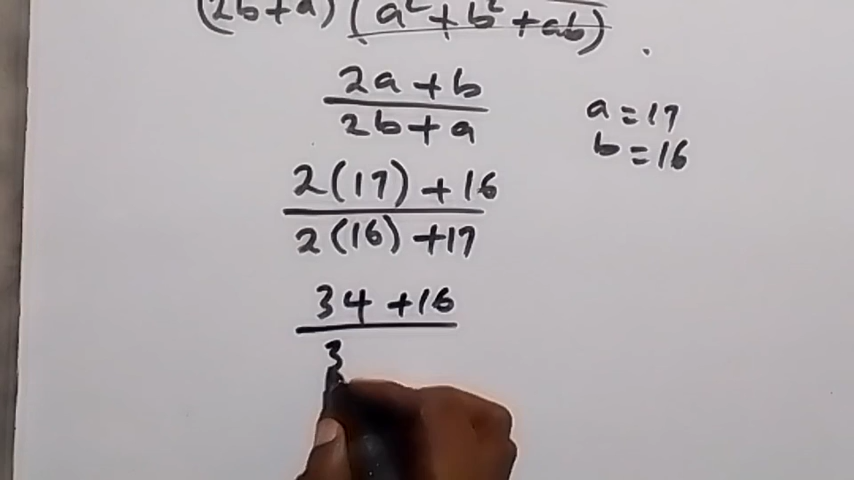 (2b+a) (a²+b²+ab) .
2a+b
2b+a
a=17
b=16
2(17)+16
2(16)+17
34+16
3